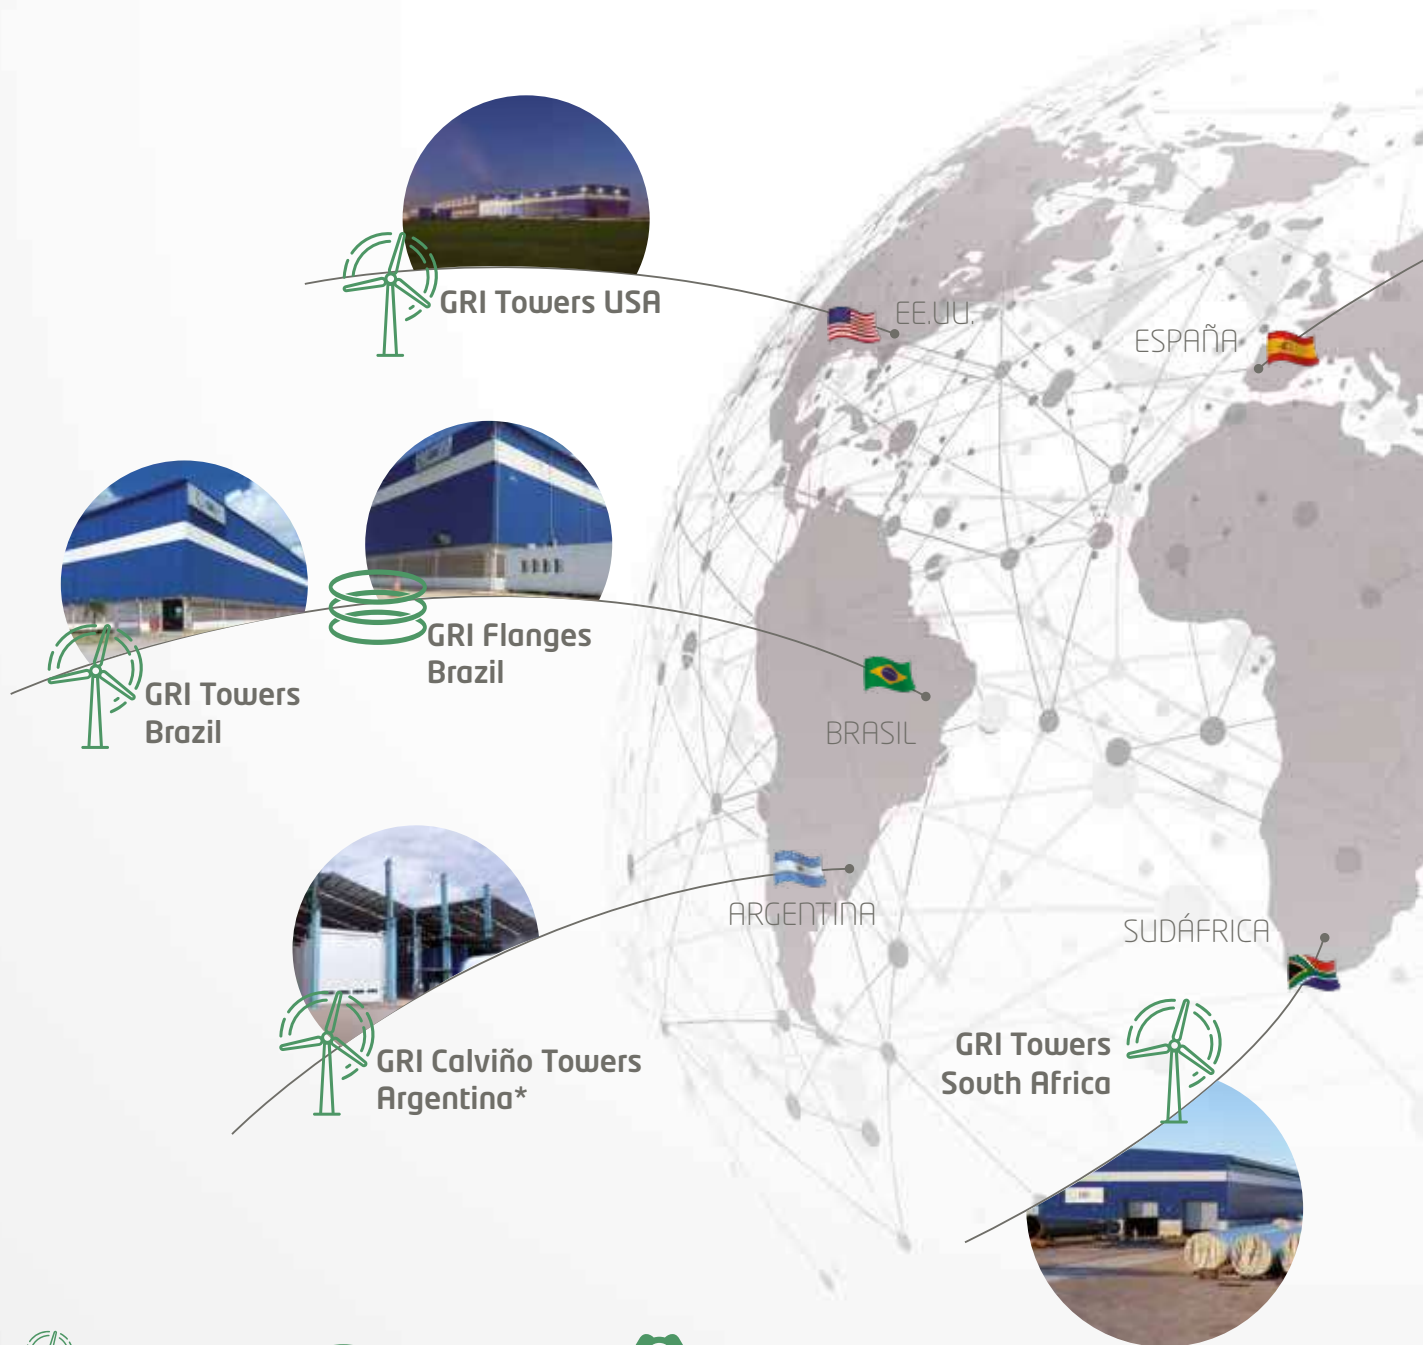 GRI Towers USA
EE.UU.
ESPAÑA
GRI Flanges
Brazil
GRI Towers
Brazil
BRASIL
ARGENTINA
SUDÁFRICA
GRI Calviño Towers
Argentina*
GRI Towers
South Africa